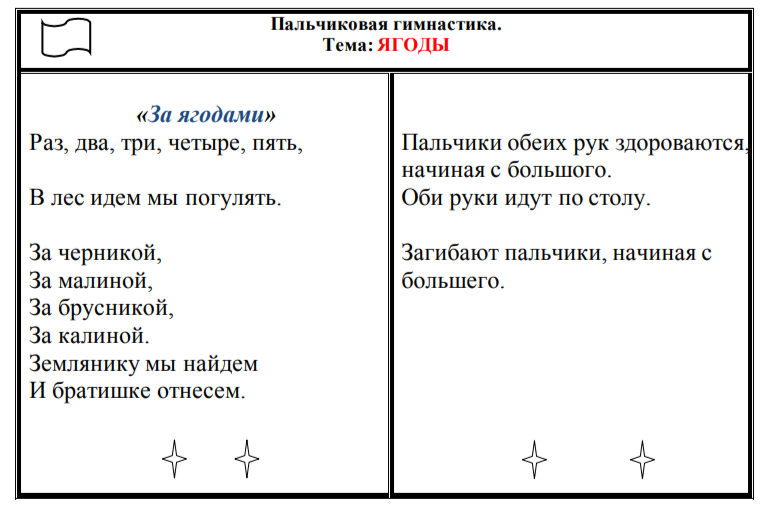 Пальчиковая гимнастика.
Тема: ЯГОДЫ
«За ягодами»
Раз, два, три, четыре, пять,
В лес идем мы погулять.
За черникой,
За малиной,
За брусникой,
За калиной.
Землянику мы найдем
И братишке отнесем.
Пальчики обеих рук здороваются,
начиная с большого.
Оби руки идут по столу.
Загибают пальчики, начиная с
большего.